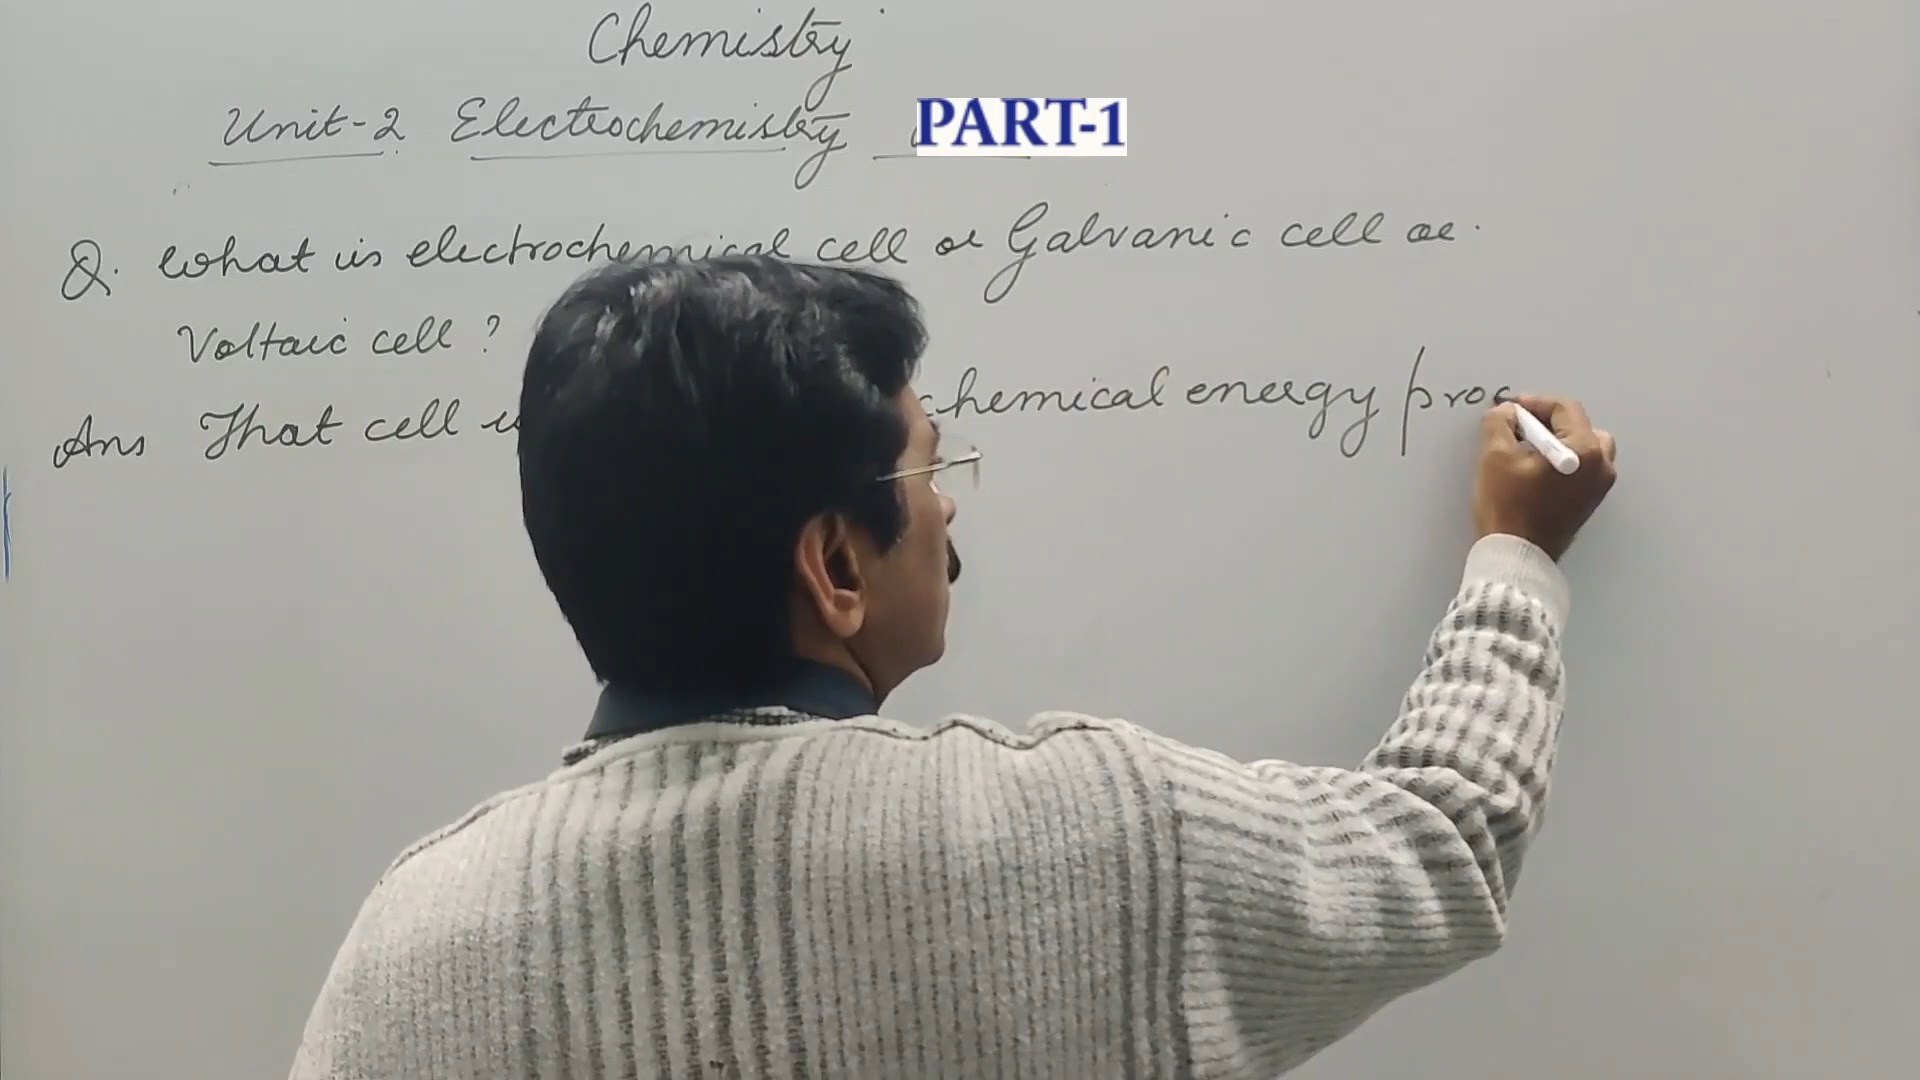 Chemistry
Unit-2 Electrochemistry PART-1
Q. What is electrochemical cell or Galvanic cell or
Voltaic cell ?
Ans That cell chemical energy